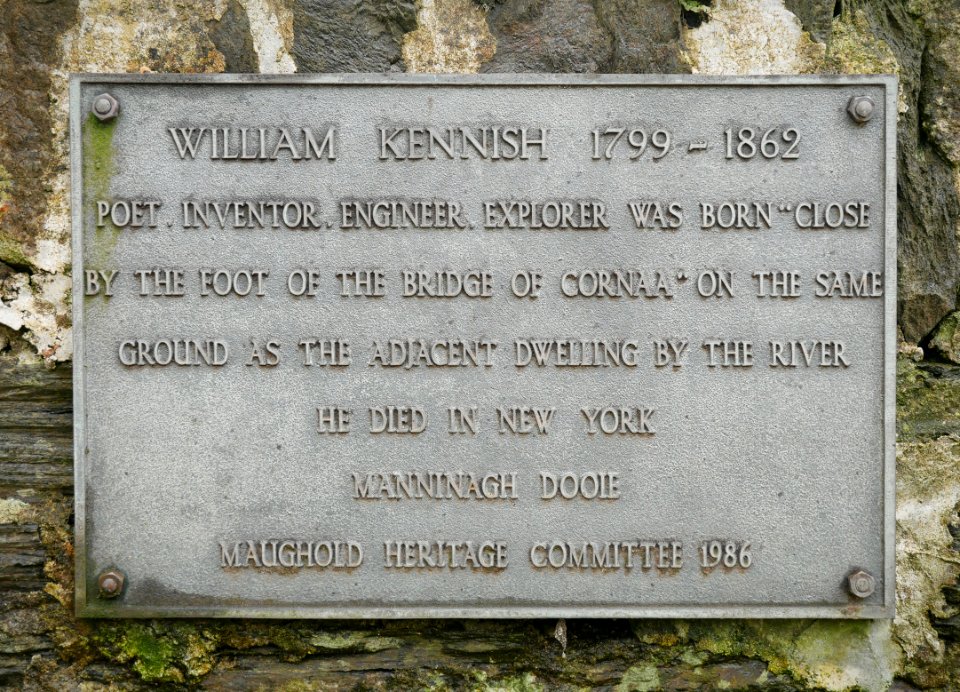 WILLIAM KENNISH 1799 - 1862
POET. INVENTOR. ENGINEER. EXPLORER WAS BORN "CLOSE
BY THE FOOT OF THE BRIDGE OF CORNAA" ON THE SAME
GROUND AS THE ADJACENT DWELLING BY THE RIVER
HE DIED IN NEW YORK
MANNINAGH DOOIE
MAUGHOLD HERITAGE COMMITTEE 1986